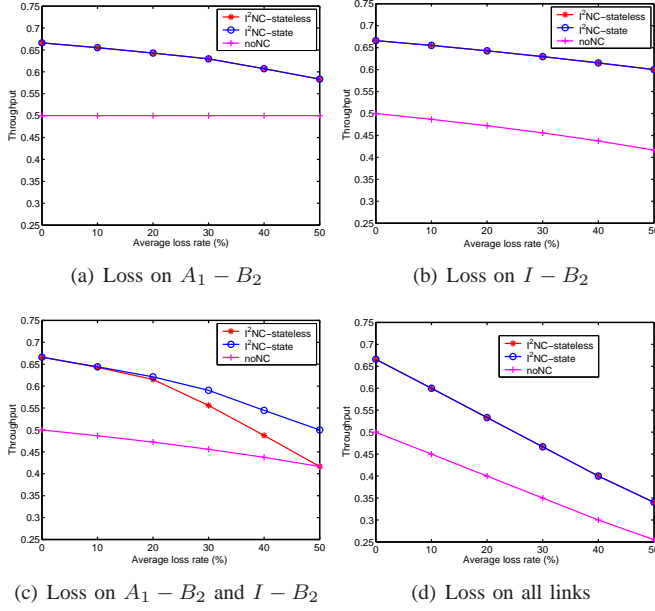 0.75
0.7
0.65
0.6
0.55
0.5
0.45
0.4
0.35
0.3
0.25
Throughput
0 10 20 30 40 50
Average loss rate (%)
I²NC−stateless
I²NC−state
noNC
(a) Loss on A₁ − B₂
0.75
0.7
0.65
0.6
0.55
0.5
0.45
0.4
0.35
0.3
0.25
Throughput
0 10 20 30 40 50
Average loss rate (%)
I²NC−stateless
I²NC−state
noNC
(b) Loss on I − B₂
0.75
0.7
0.65
0.6
0.55
0.5
0.45
0.4
0.35
0.3
0.25
Throughput
0 10 20 30 40 50
Average loss rate (%)
I²NC−stateless
I²NC−state
noNC
(c) Loss on A₁ − B₂ and I − B₂
0.75
0.7
0.65
0.6
0.55
0.5
0.45
0.4
0.35
0.3
0.25
Throughput
0 10 20 30 40 50
Average loss rate (%)
I²NC−stateless
I²NC−state
noNC
(d) Loss on all links